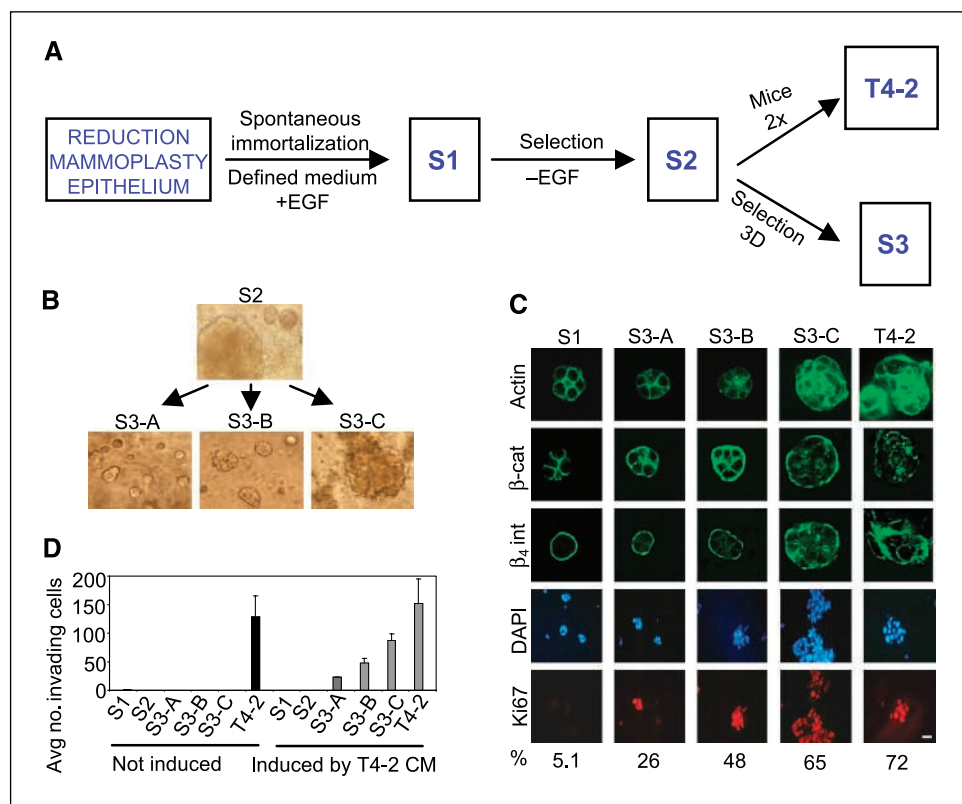 A
REDUCTION
MAMMOPLASTY
EPITHELIUM
Spontaneous
immortalization
Defined medium
+EGF
S1
Selection
–EGF
S2
Mice
2x
T4-2
Selection
3D
S3
B
S2
S3-A
S3-B
S3-C
C
S1 S3-A S3-B S3-C T4-2
Actin
β-cat
β4 int
DAPI
Ki67
% 5.1 26 48 65 72
D
Avg no. invading cells
200
150
100
50
0
S1 S2 S3-A S3-B S3-C T4-2 S1 S2 S3-A S3-B S3-C T4-2
Not induced Induced by T4-2 CM